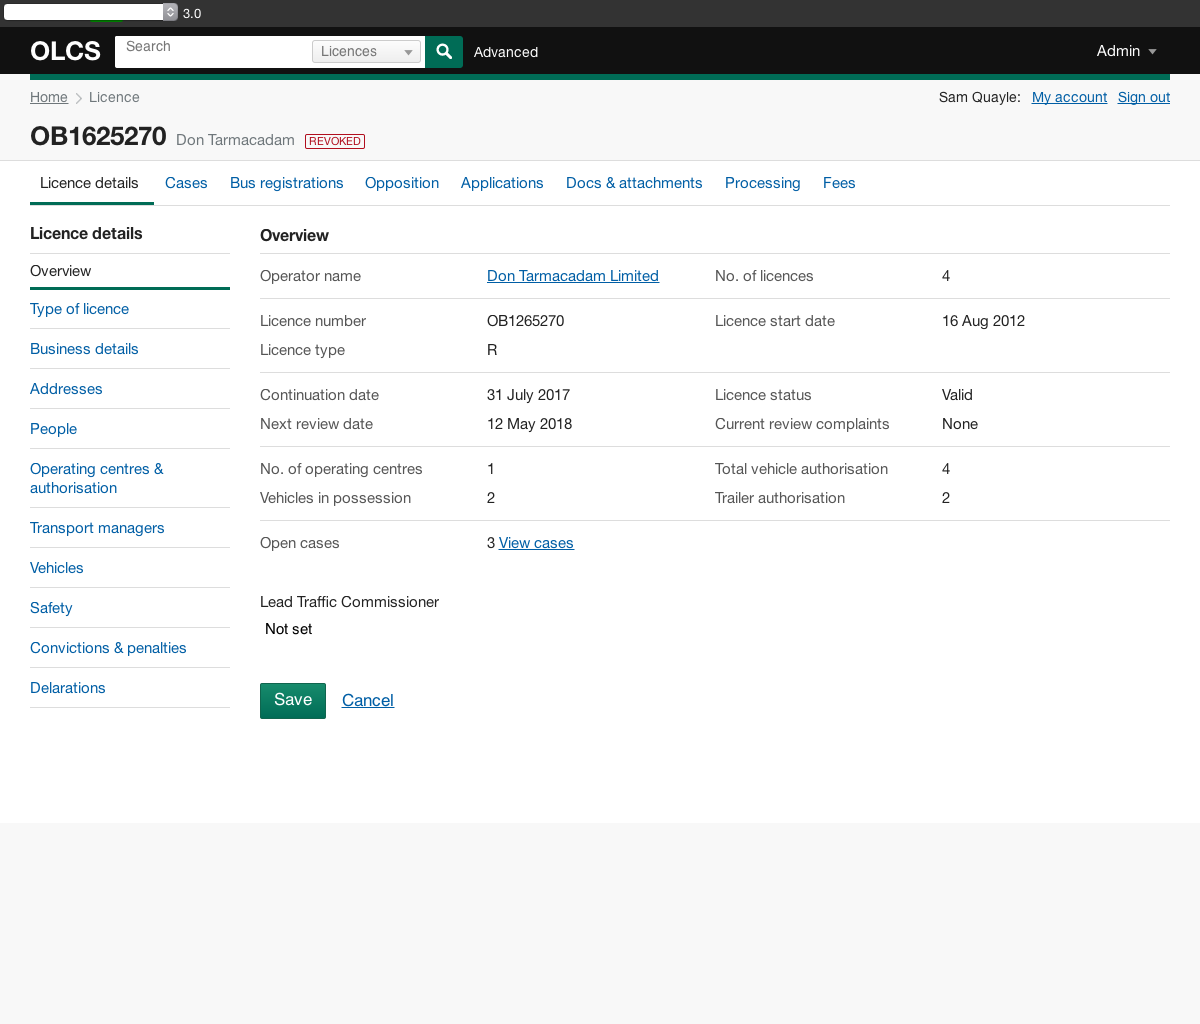 3.0
OLCS Search Licences Advanced Admin
Home Licence Sam Quayle: My account Sign out
OB1625270 Don Tarmacadam REVOKED
Licence details Cases Bus registrations Opposition Applications Docs & attachments Processing Fees
Licence details
Overview
Type of licence
Business details
Addresses
People
Operating centres &
authorisation
Transport managers
Vehicles
Safety
Convictions & penalties
Delarations
Overview
Operator name Don Tarmacadam Limited No. of licences 4
Licence number OB1265270 Licence start date 16 Aug 2012
Licence type R
Continuation date 31 July 2017 Licence status Valid
Next review date 12 May 2018 Current review complaints None
No. of operating centres 1 Total vehicle authorisation 4
Vehicles in possession 2 Trailer authorisation 2
Open cases 3 View cases
Lead Traffic Commissioner
Not set
Save Cancel